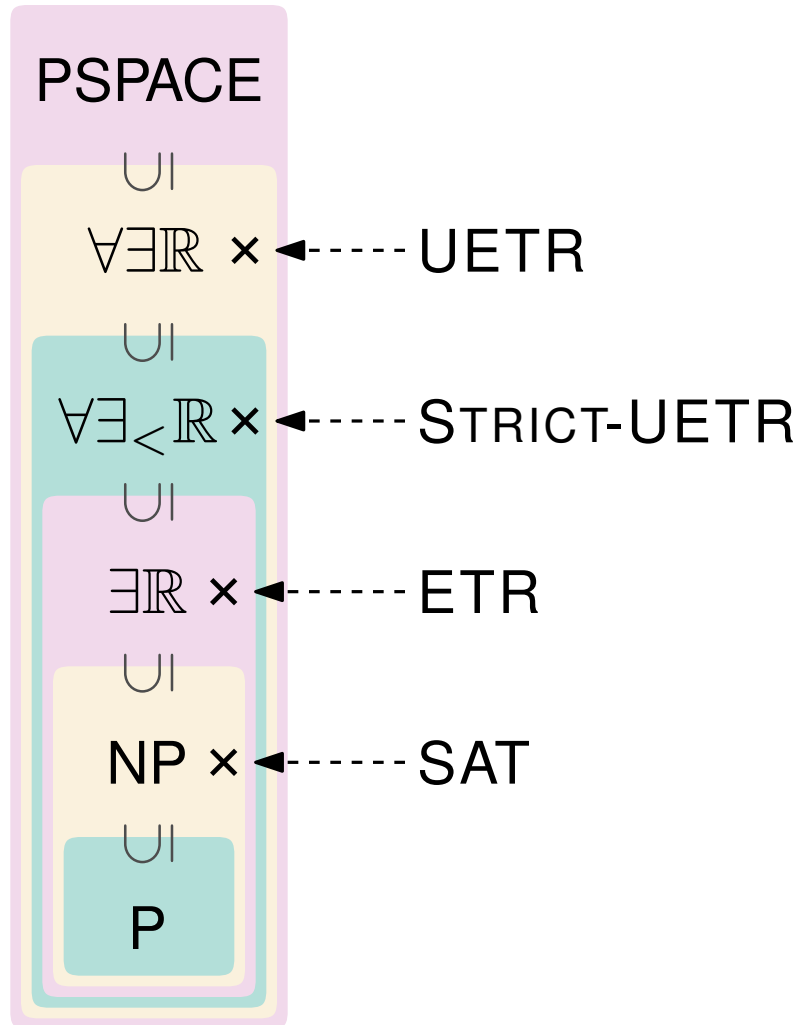 PSPACE
⊆
∀∃ℝ × UETR
⊆
∀∃<ℝ × STRICT-UETR
⊆
∃ℝ × ETR
⊆
NP × SAT
⊆
P